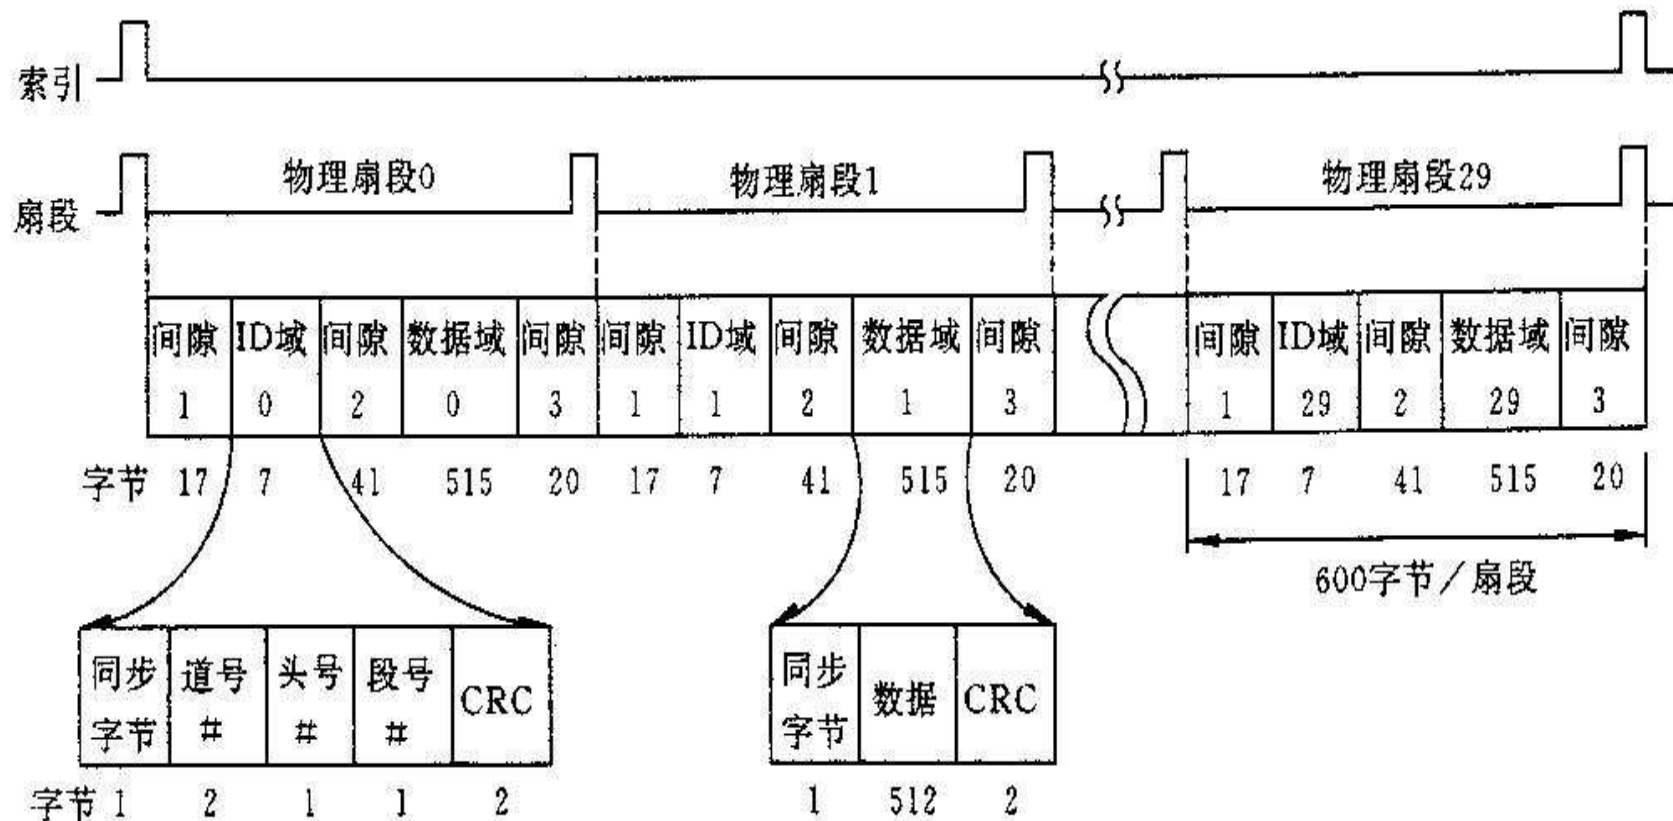 索引
物理扇段0 物理扇段1 物理扇段29
扇段
间隙 ID域 间隙 数据域 间隙 间隙 ID域 间隙 数据域 间隙 间隙 ID域 间隙 数据域 间隙
1 0 2 0 3 1 1 2 1 3 1 29 2 29 3
字节 17 7 41 515 20 17 7 41 515 20 17 7 41 515 20
600字节/扇段
同步 道号 头号 段号 CRC 同步 数据 CRC
字节 # # # 字节
字节 1 2 1 1 2 1 512 2